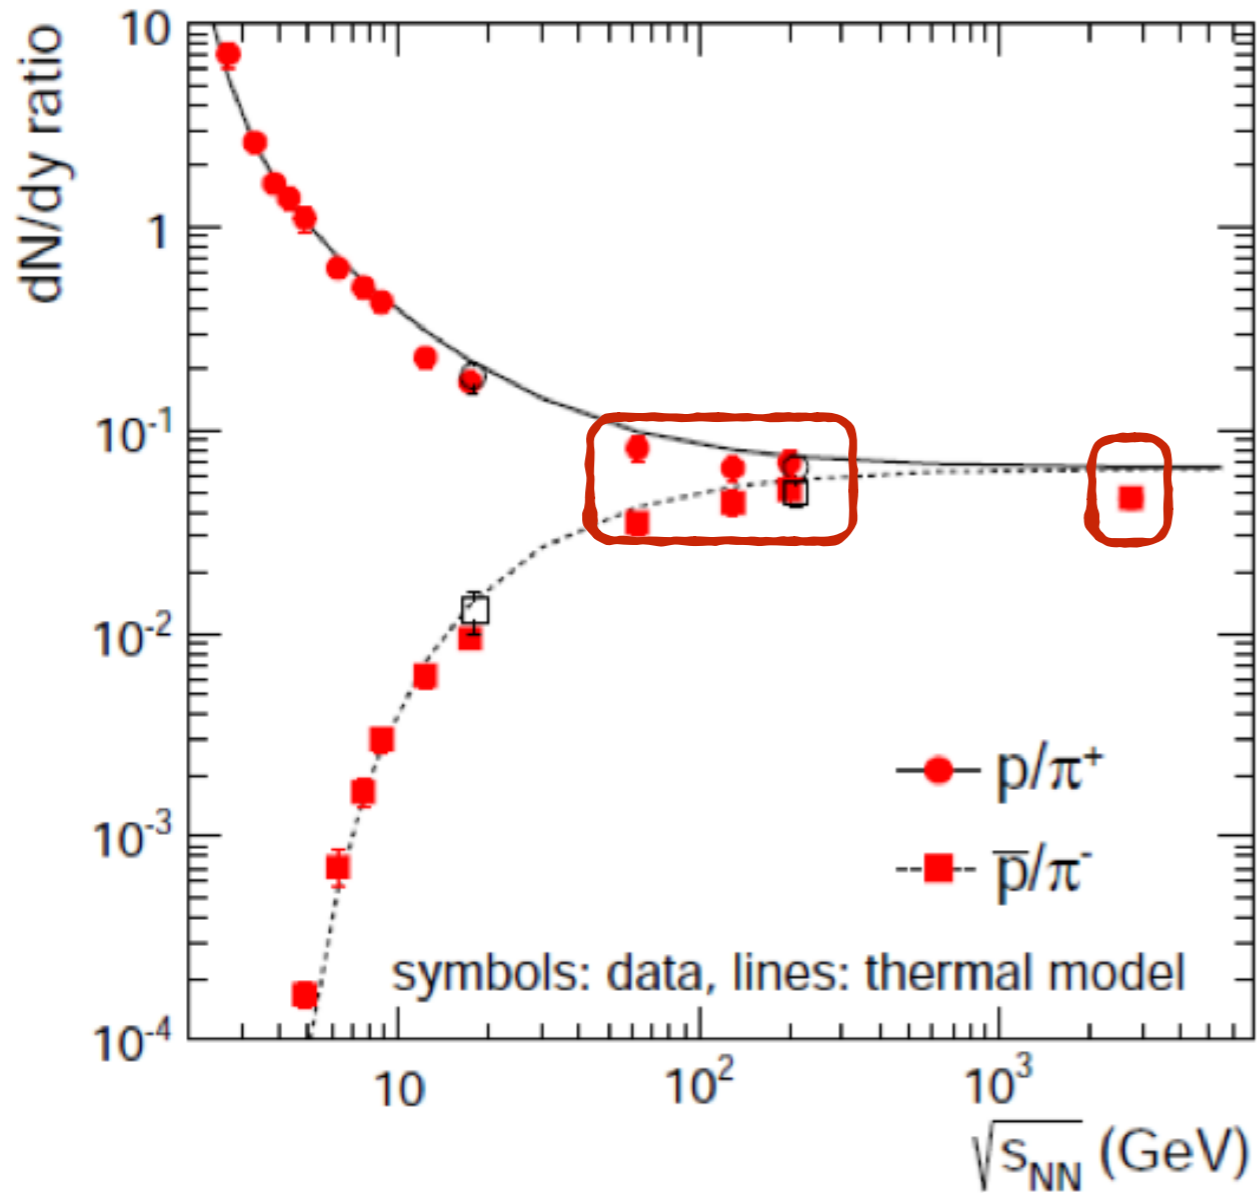 dN/dy ratio
10
1
10⁻¹
10⁻²
10⁻³
10⁻⁴
p/π⁺
p̅/π⁻
symbols: data, lines: thermal model
10
10²
10³
√s_NN (GeV)